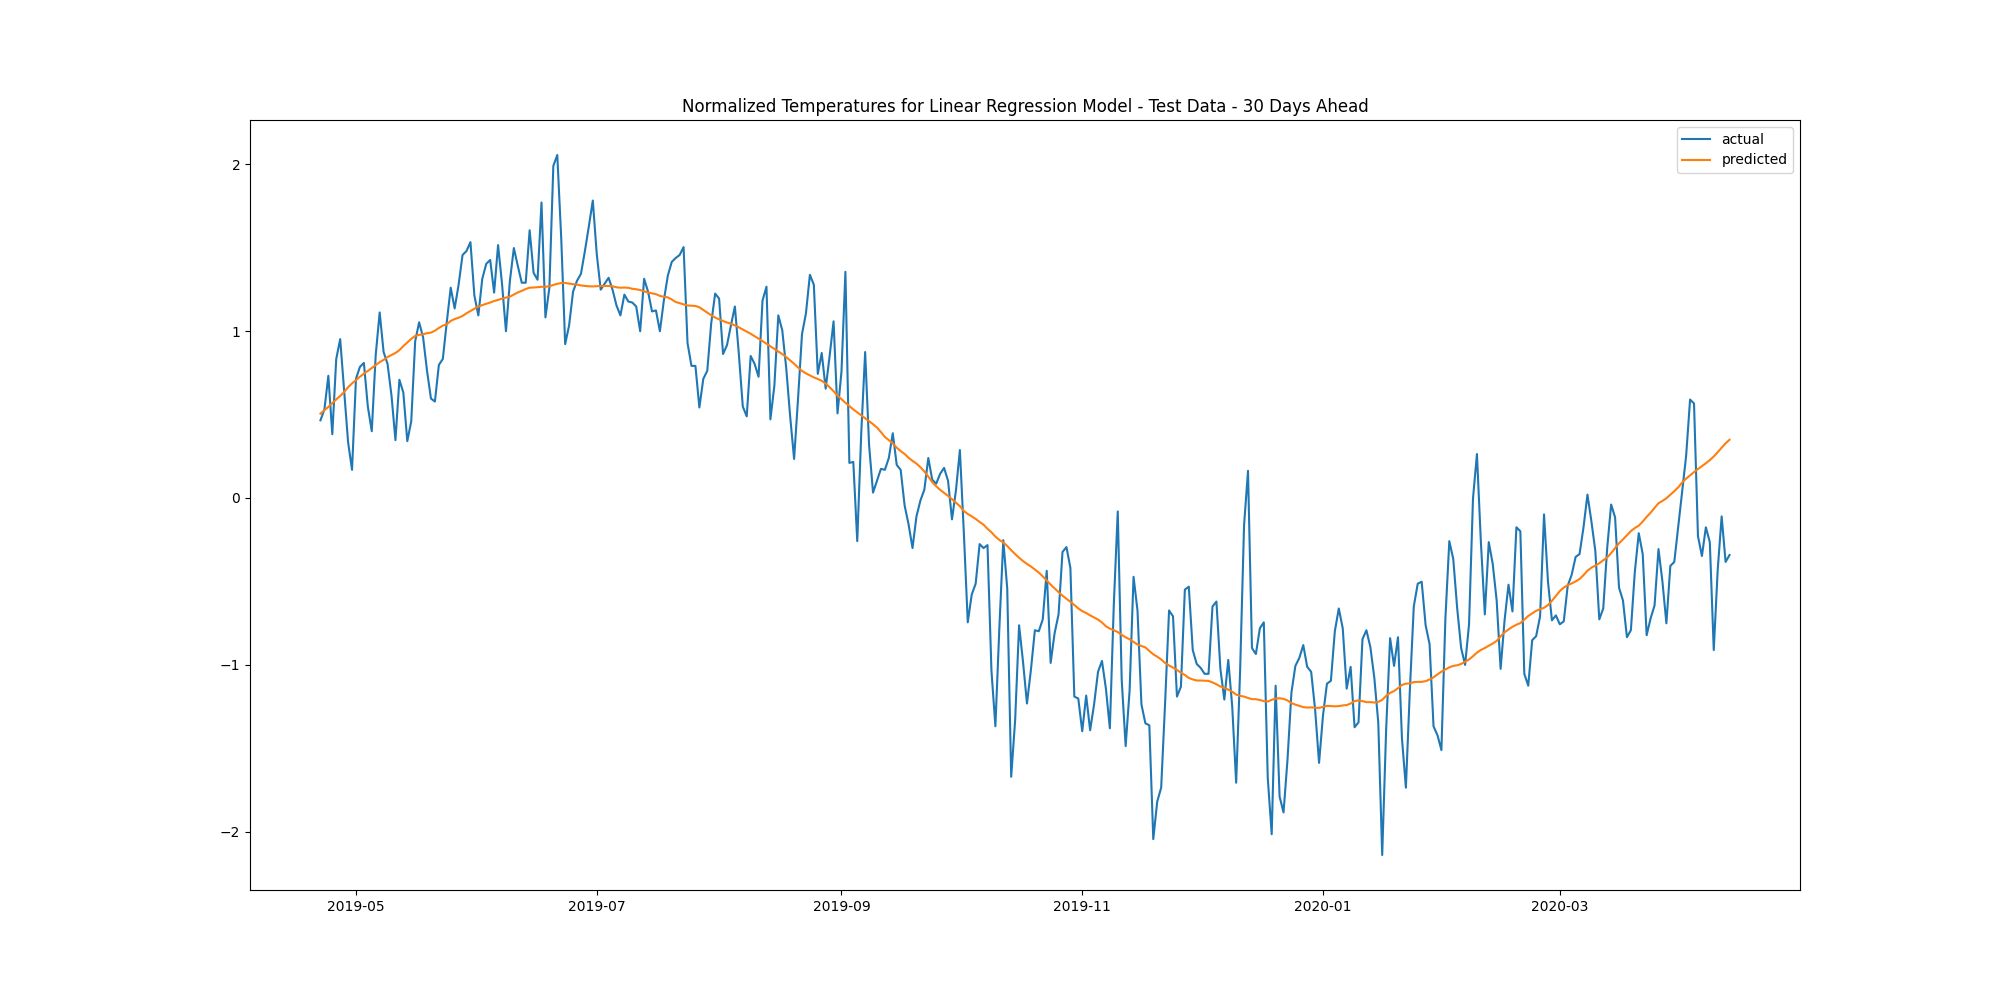 Normalized Temperatures for Linear Regression Model - Test Data - 30 Days Ahead
actual
predicted
2
1
0
−1
−2
2019-05 2019-07 2019-09 2019-11 2020-01 2020-03